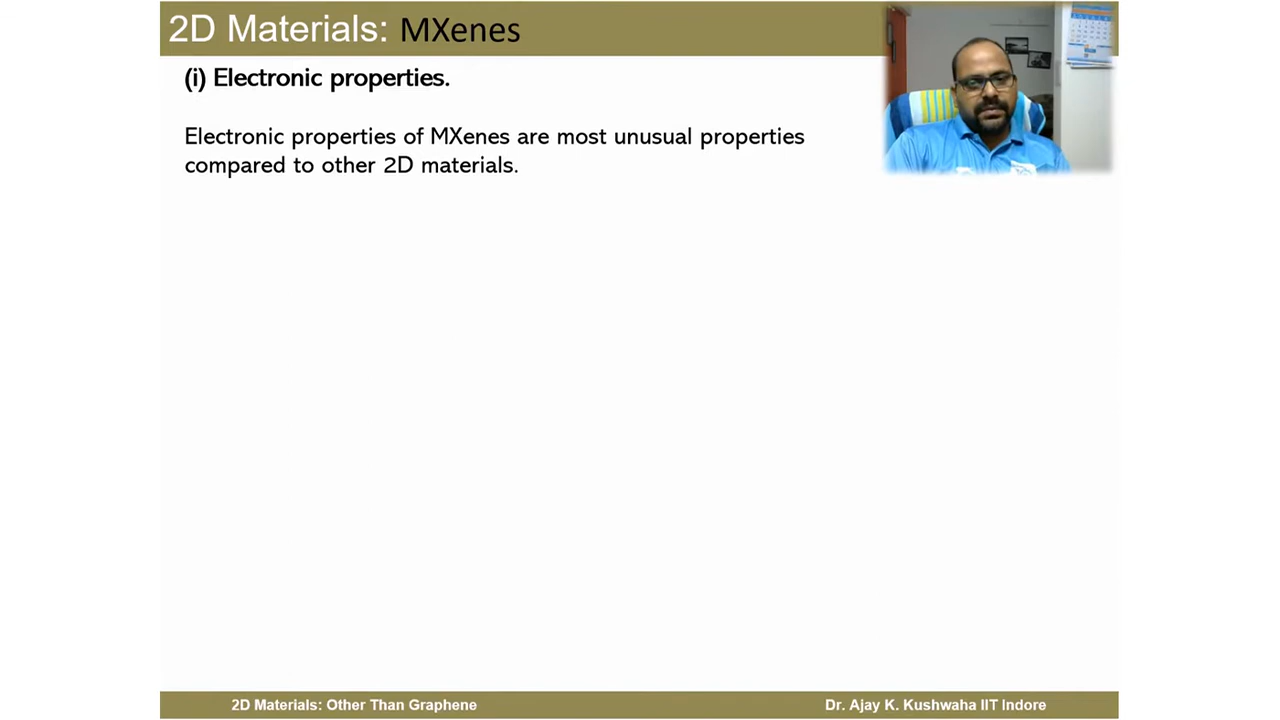 2D Materials: MXenes
(i) Electronic properties.
Electronic properties of MXenes are most unusual properties
compared to other 2D materials.
2D Materials: Other Than Graphene
Dr. Ajay K. Kushwaha IIT Indore